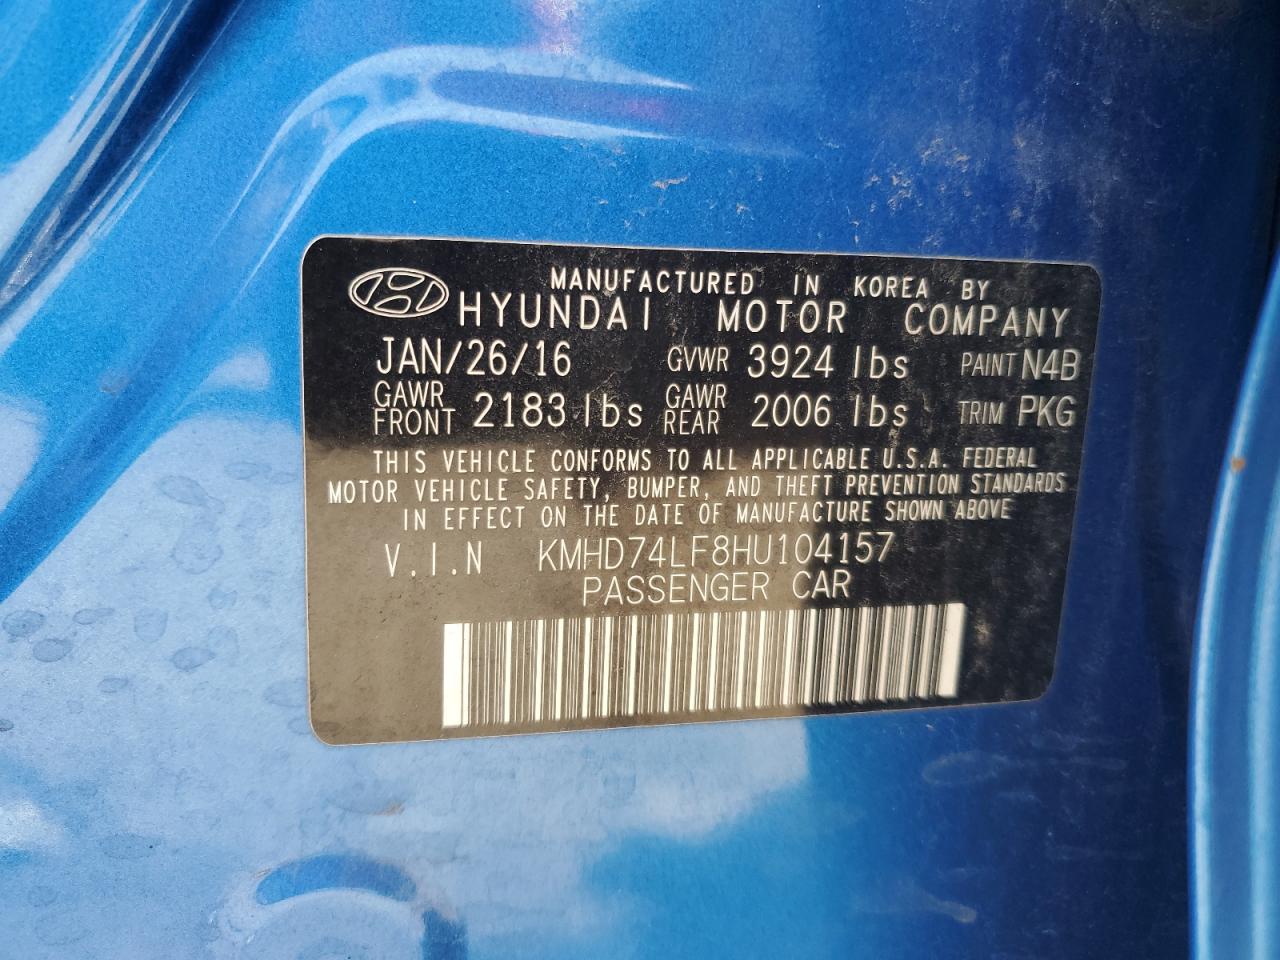 MANUFACTURED IN KOREA BY
HYUNDAI MOTOR COMPANY
JAN/26/16 GVWR 3924 lbs PAINT N4B
GAWR FRONT 2183 lbs GAWR REAR 2006 lbs TRIM PKG
THIS VEHICLE CONFORMS TO ALL APPLICABLE U.S.A. FEDERAL
MOTOR VEHICLE SAFETY, BUMPER, AND THEFT PREVENTION STANDARDS
IN EFFECT ON THE DATE OF MANUFACTURE SHOWN ABOVE
V.I.N KMHD74LF8HU104157
PASSENGER CAR